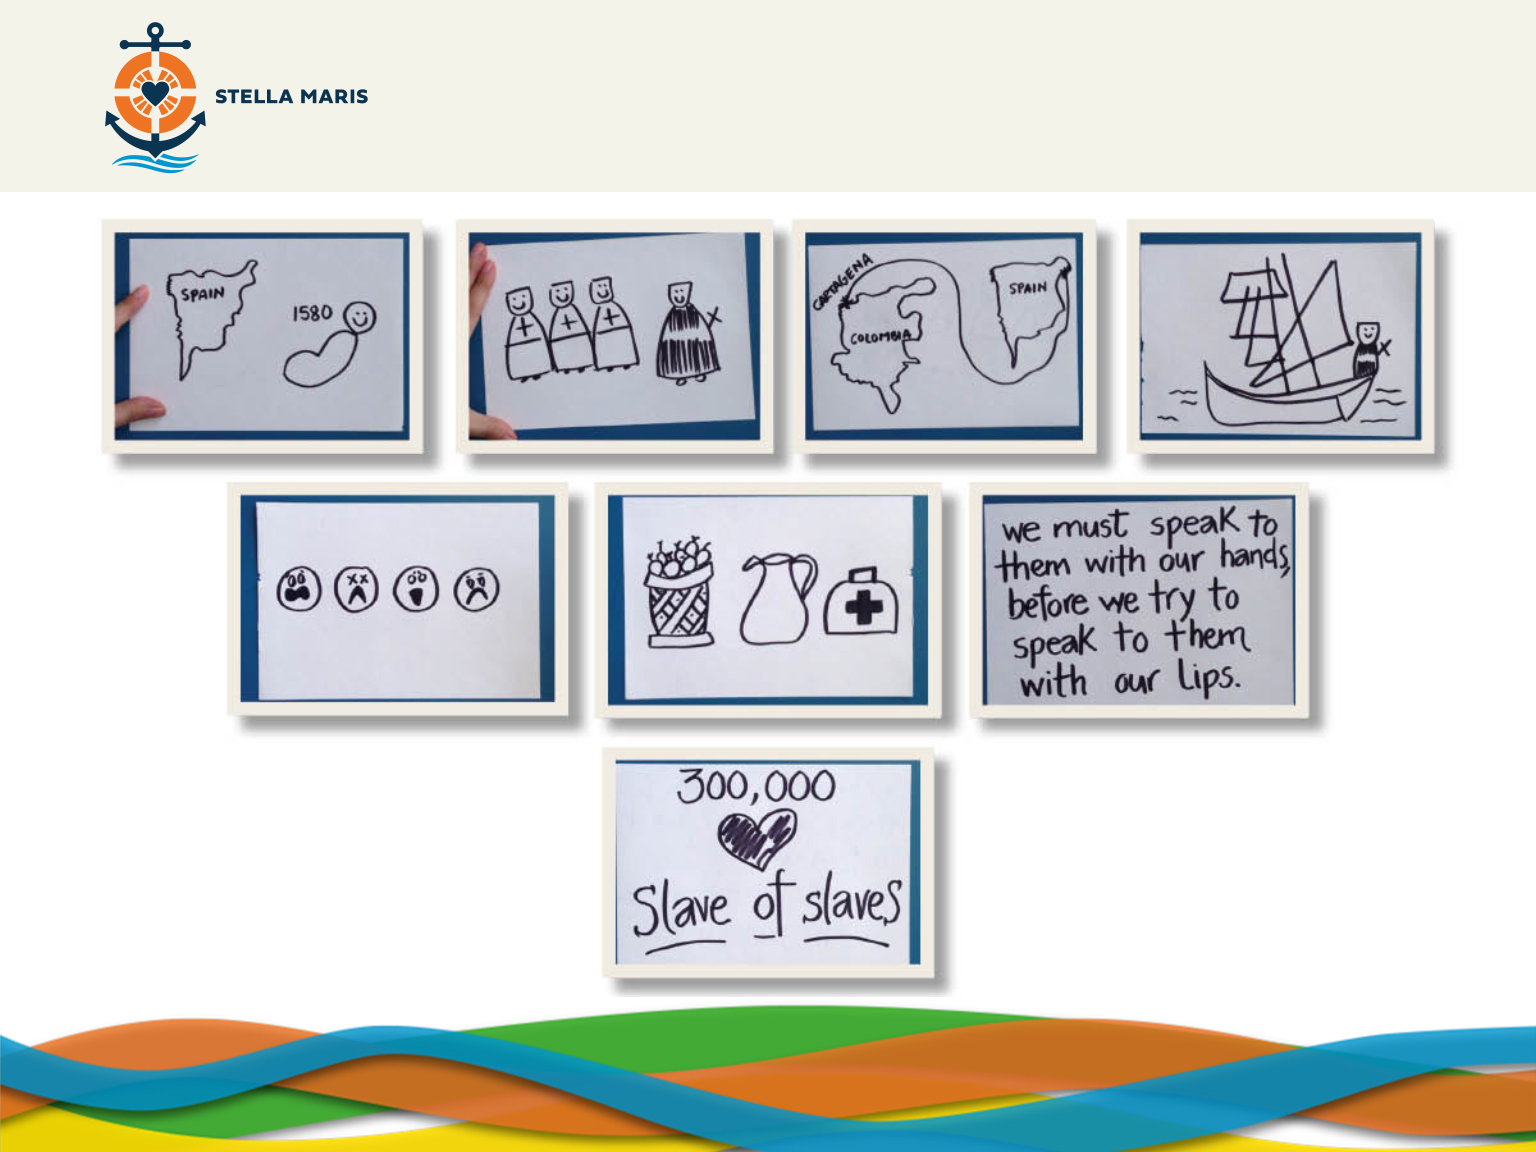 STELLA MARIS
SPAIN
1580
CARTAGENA
COLOMBIA
SPAIN
we must speak to
them with our hands,
before we try to
speak to them
with our lips.
300,000
Slave of slaves